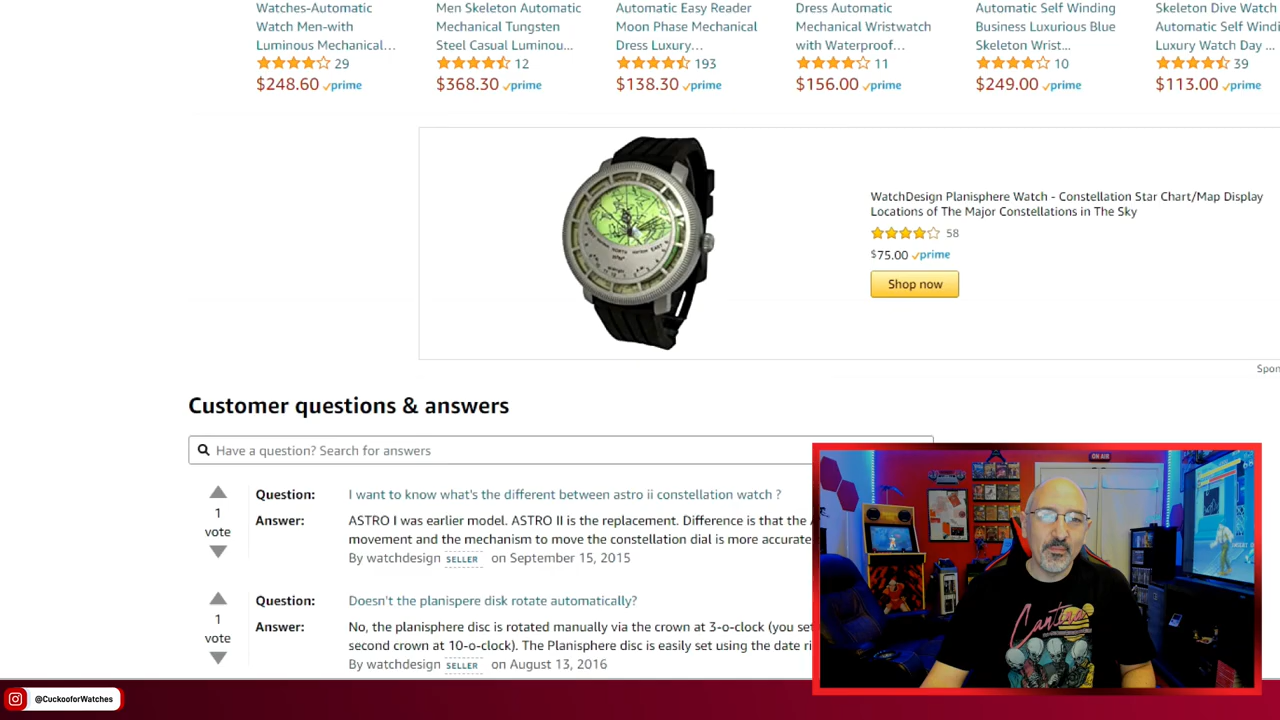 Watches-Automatic
Watch Men-with
Luminous Mechanical…
29
$248.60 prime
Men Skeleton Automatic
Mechanical Tungsten
Steel Casual Luminou...
12
$368.30 prime
Automatic Easy Reader
Moon Phase Mechanical
Dress Luxury…
193
$138.30 prime
Dress Automatic
Mechanical Wristwatch
with Waterproof…
11
$156.00 prime
Automatic Self Winding
Business Luxurious Blue
Skeleton Wrist…
10
$249.00 prime
Skeleton Dive Watch
Automatic Self Windi
Luxury Watch Day ...
39
$113.00 prime
WatchDesign Planisphere Watch - Constellation Star Chart/Map Display
Locations of The Major Constellations in The Sky
58
$75.00 prime
Shop now
Spon
Customer questions & answers
Have a question? Search for answers
1
vote
Question: I want to know what's the different between astro ii constellation watch ?
Answer: ASTRO I was earlier model. ASTRO II is the replacement. Difference is that the
movement and the mechanism to move the constellation dial is more accurate
By watchdesign SELLER on September 15, 2015
1
vote
Question: Doesn't the planispere disk rotate automatically?
Answer: No, the planisphere disc is rotated manually via the crown at 3-o-clock (you set
second crown at 10-o-clock). The Planisphere disc is easily set using the date ri
By watchdesign SELLER on August 13, 2016
ON AIR
Cantina
@CuckooforWatches